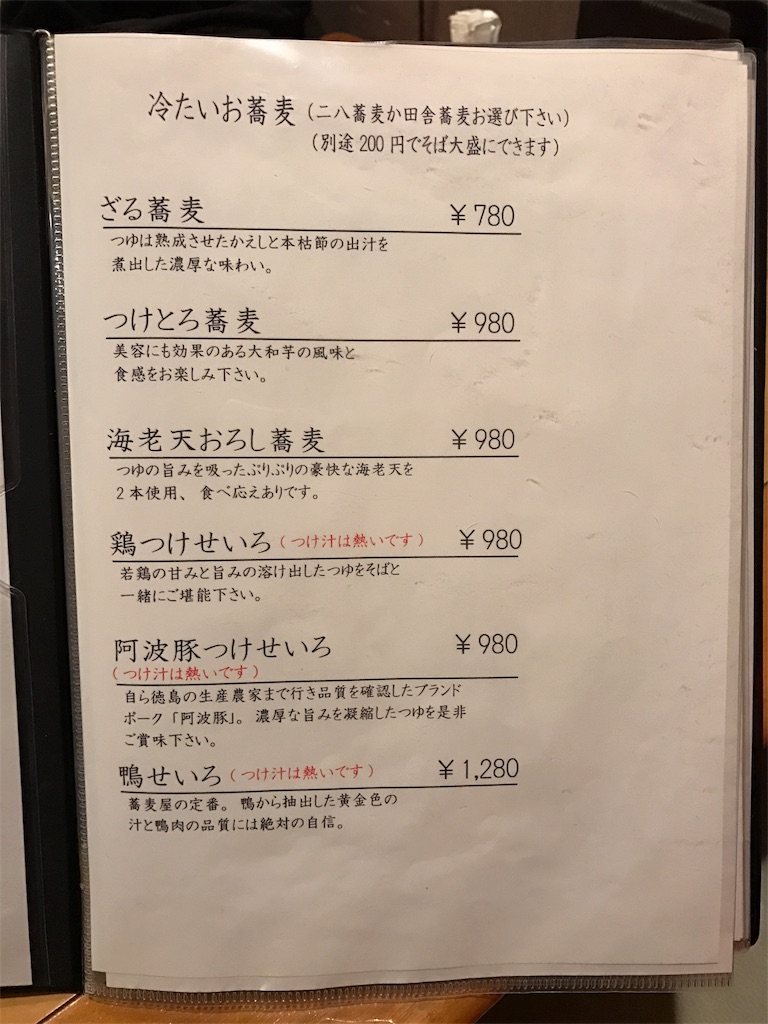 冷たいお蕎麦(二八蕎麦か田舎蕎麦お選び下さい)
(別途200円でそば大盛にできます)
ざる蕎麦 ¥780
つゆは熟成させたかえしと本枯節の出汁を
煮出した濃厚な味わい。
つけとろ蕎麦 ¥980
美容にも効果のある大和芋の風味と
食感をお楽しみ下さい。
海老天おろし蕎麦 ¥980
つゆの旨みを吸ったぷりぷりの豪快な海老天を
2本使用、食べ応えありです。
鶏つけせいろ(つけ汁は熱いです) ¥980
若鶏の甘みと旨みの溶け出したつゆをそばと
一緒にご堪能下さい。
阿波豚つけせいろ ¥980
(つけ汁は熱いです)
自ら徳島の生産農家まで行き品質を確認したブランド
ポーク「阿波豚」。濃厚な旨みを凝縮したつゆを是非
ご賞味下さい。
鴨せいろ(つけ汁は熱いです) ¥1,280
蕎麦屋の定番。鴨から抽出した黄金色の
汁と鴨肉の品質には絶対の自信。